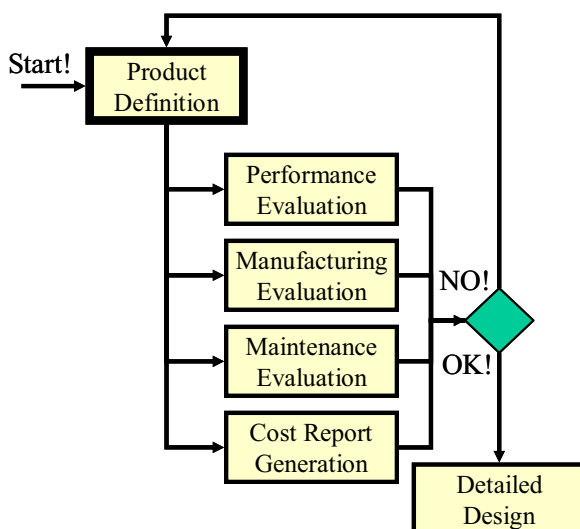 Start!
Product
Definition
Performance
Evaluation
Manufacturing
Evaluation
NO!
Maintenance
Evaluation
OK!
Cost Report
Generation
Detailed
Design